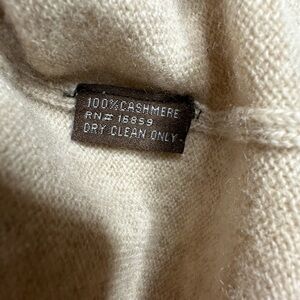 100% CASHMERE
RN# 16859
DRY CLEAN ONLY